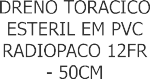 DRENO TORACICO
ESTERIL EM PVC
RADIOPACO 12FR
- 50CM